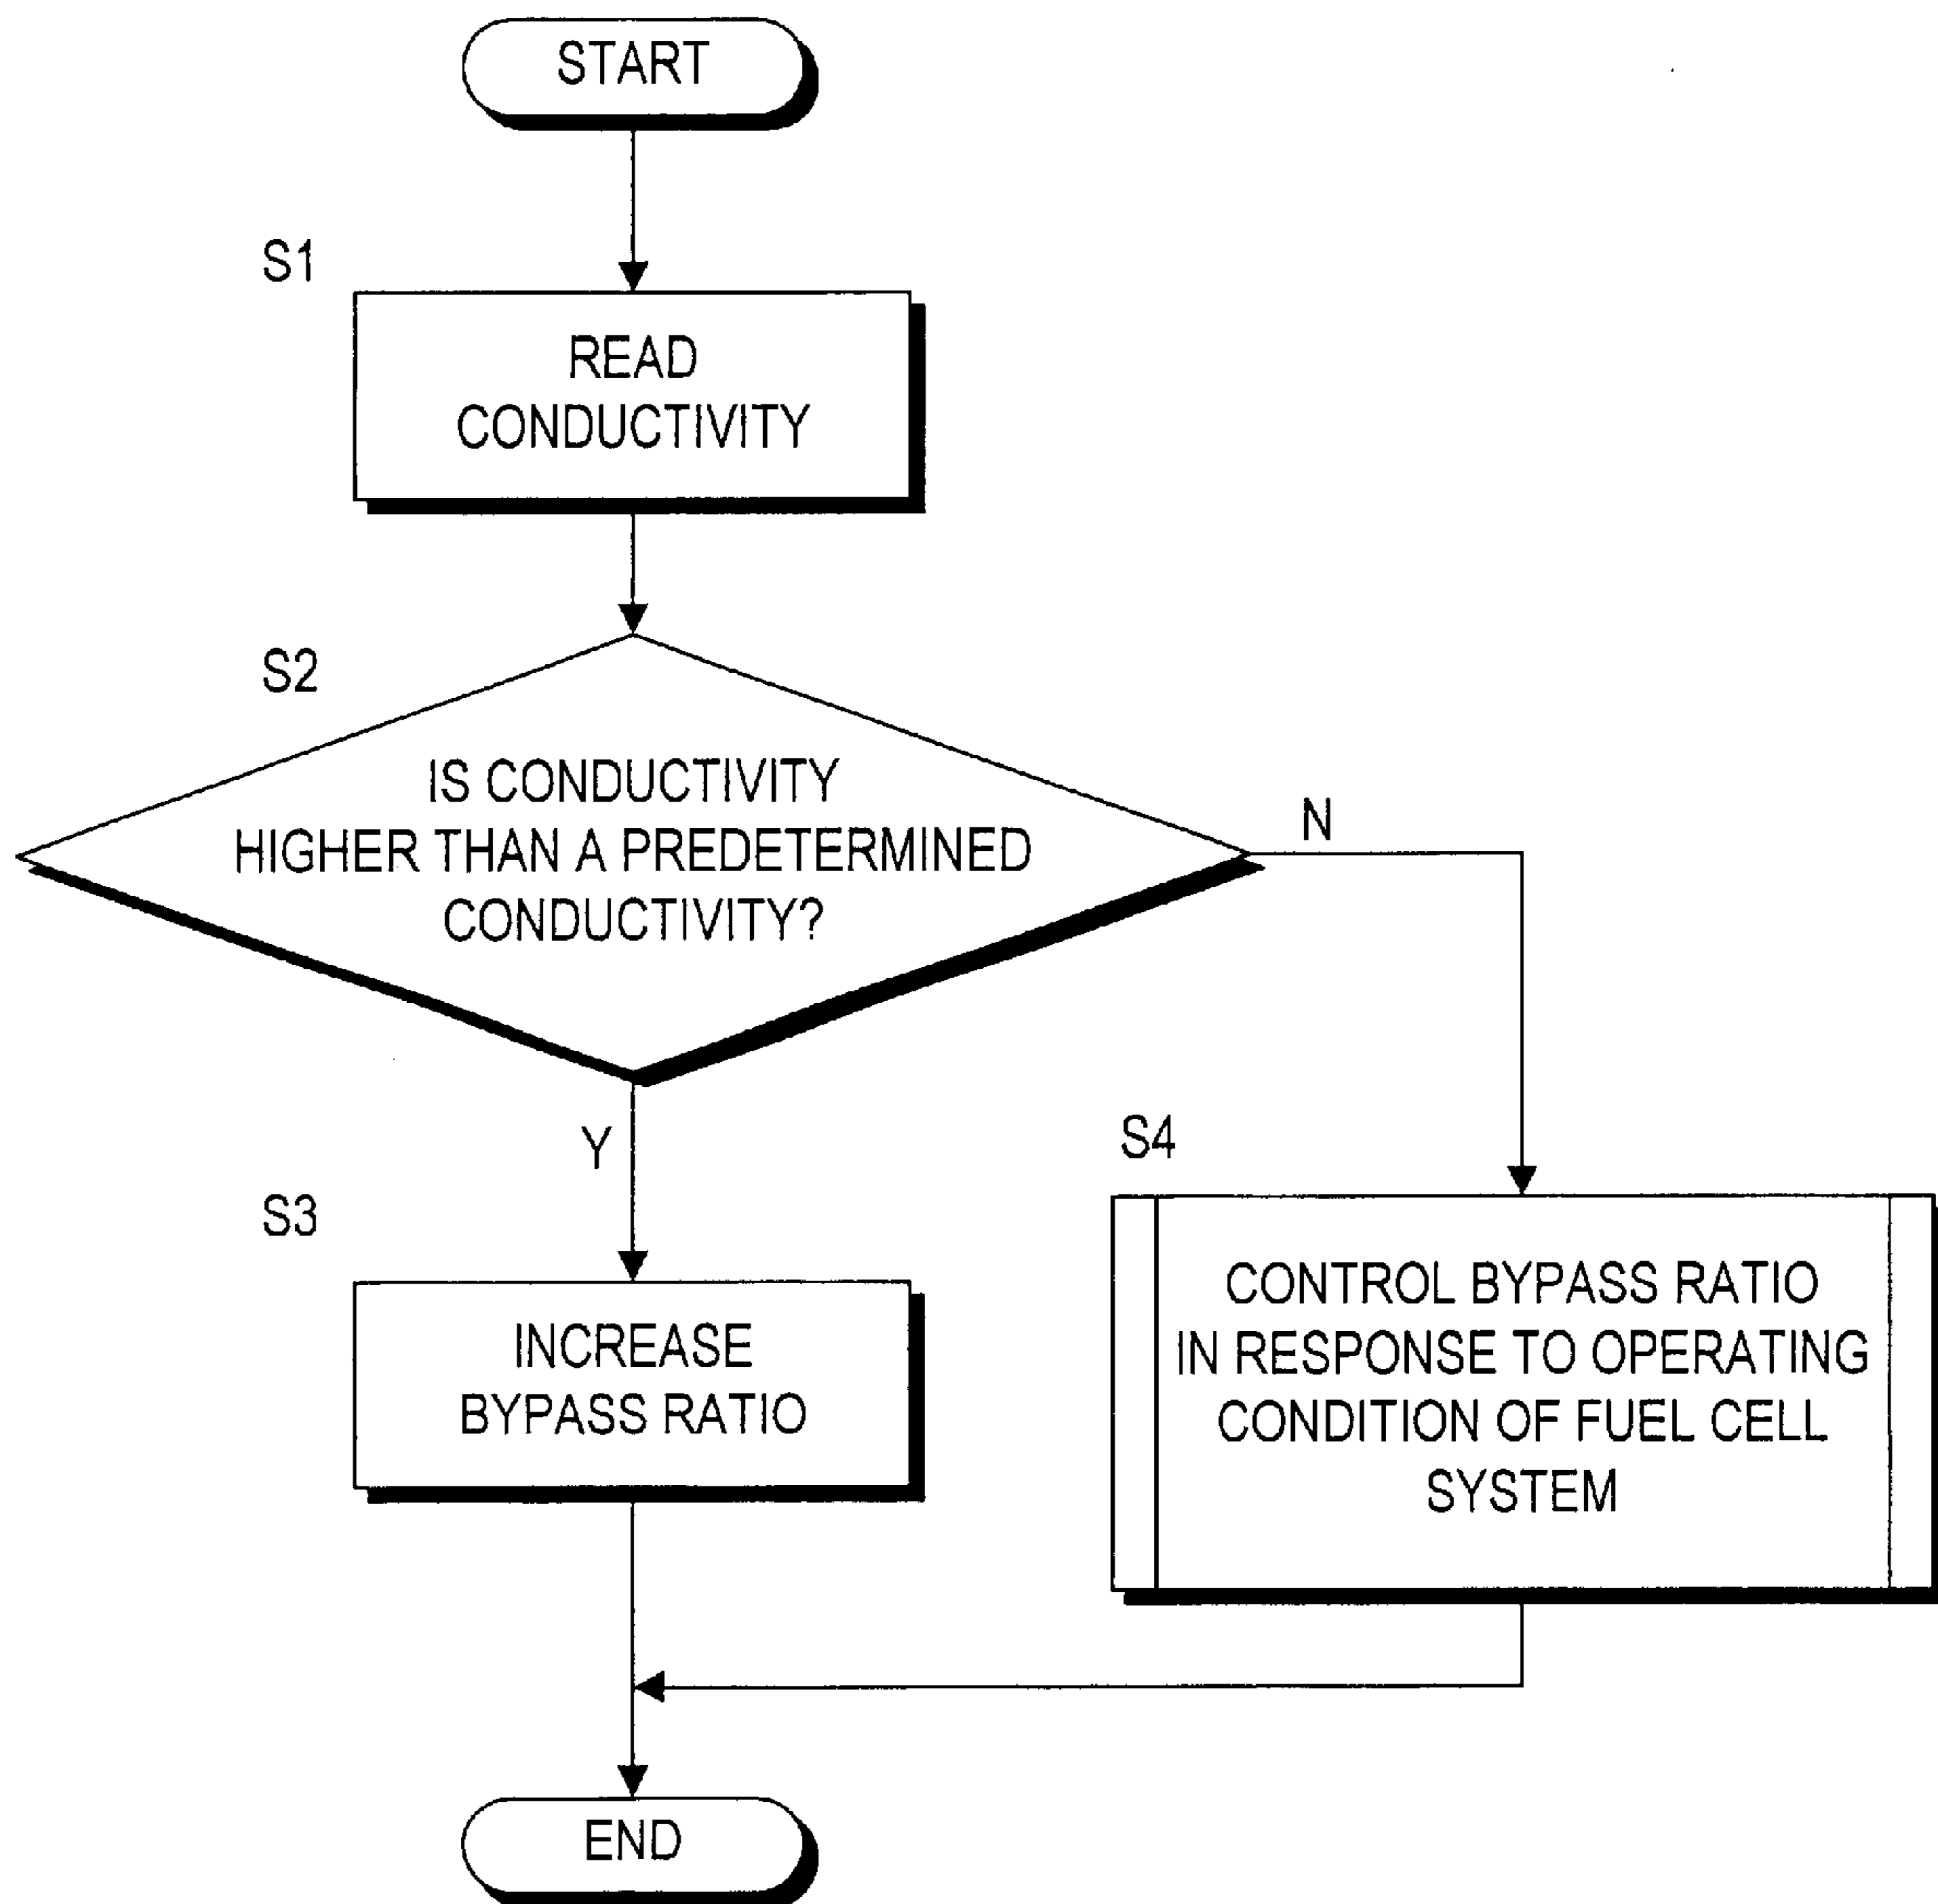 START
S1
READ
CONDUCTIVITY
S2
IS CONDUCTIVITY
HIGHER THAN A PREDETERMINED
CONDUCTIVITY?
N
Y
S3
INCREASE
BYPASS RATIO
S4
CONTROL BYPASS RATIO
IN RESPONSE TO OPERATING
CONDITION OF FUEL CELL
SYSTEM
END